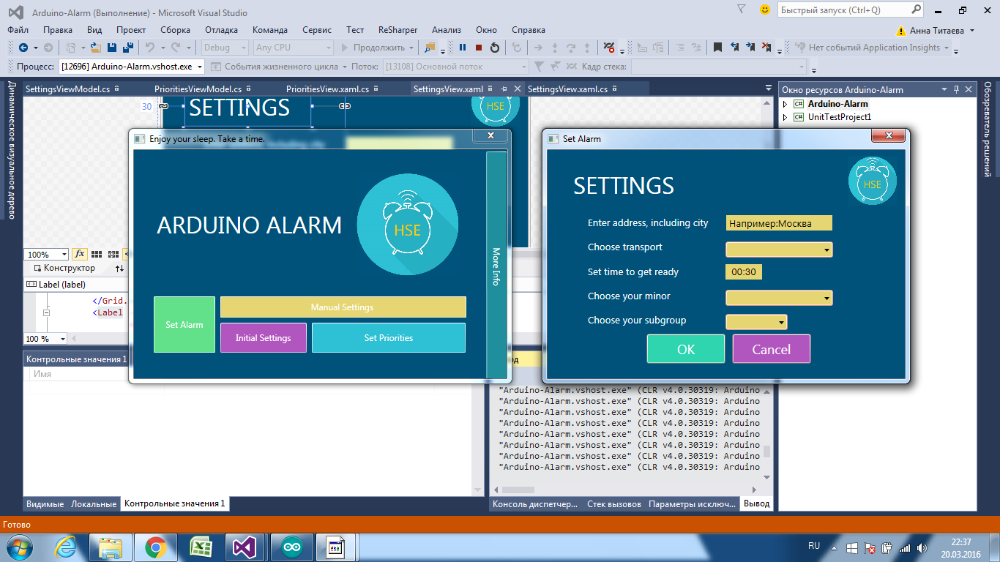 Arduino-Alarm (Выполнение) - Microsoft Visual Studio
Быстрый запуск (Ctrl+Q)
Файл Правка Вид Проект Сборка Отладка Команда Сервис Тест ReSharper Анализ Окно Справка
Анна Титаева
Debug Any CPU Продолжить Нет событий Application Insights
Процесс: [12696] Arduino-Alarm.vshost.exe События жизненного цикла Поток: [13108] Основной поток Кадр стека:
Динамическое визуальное дерево
SettingsViewModel.cs PrioritiesViewModel.cs PrioritiesView.xaml.cs SettingsView.xaml SettingsView.xaml.cs
Окно ресурсов Arduino-Alarm
Arduino-Alarm
UnitTestProject1
Обозреватель решений
30
SETTINGS
HSE
Enjoy your sleep. Take a time.
ARDUINO ALARM
HSE
More Info
Set Alarm
Manual Settings
Initial Settings
Set Priorities
Set Alarm
SETTINGS
HSE
Enter address, including city Например:Москва
Choose transport
Set time to get ready 00:30
Choose your minor
Choose your subgroup
OK Cancel
100% fx
Конструктор
Label (label)
</Grid.
<Label
100 %
Контрольные значения 1
Имя
"Arduino-Alarm.vshost.exe" (CLR v4.0.30319: Arduino
"Arduino-Alarm.vshost.exe" (CLR v4.0.30319: Arduino
"Arduino-Alarm.vshost.exe" (CLR v4.0.30319: Arduino
"Arduino-Alarm.vshost.exe" (CLR v4.0.30319: Arduino
"Arduino-Alarm.vshost.exe" (CLR v4.0.30319: Arduino
"Arduino-Alarm.vshost.exe" (CLR v4.0.30319: Arduino
"Arduino-Alarm.vshost.exe" (CLR v4.0.30319: Arduino
"Arduino-Alarm.vshost.exe" (CLR v4.0.30319: Arduino
Видимые Локальные Контрольные значения 1
Консоль диспетчер... Стек вызовов Параметры исключ... Вывод
Готово
RU
22:37
20.03.2016